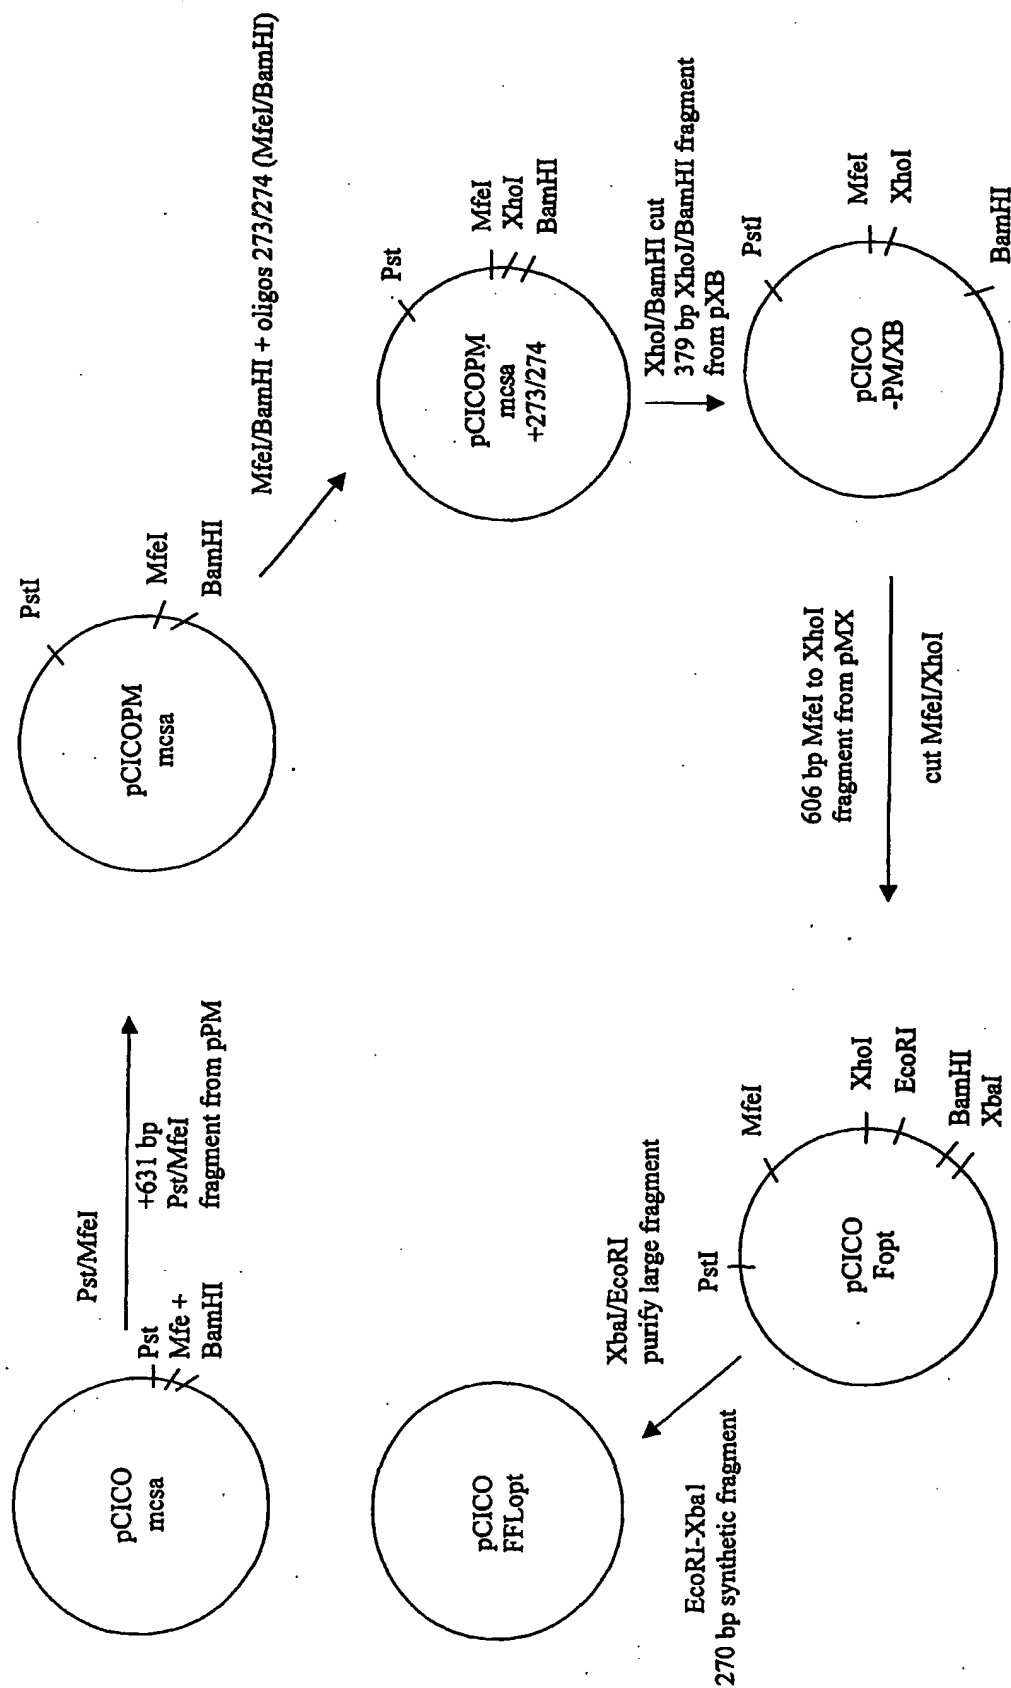 pCICO
mcsa
Pst
Mfe +
BamHI
Pst/MfeI
+631 bp
Pst/MfeI
fragment from pPM
pCICOPM
mcsa
PstI
MfeI
BamHI
MfeI/BamHI + oligos 273/274 (MfeI/BamHI)
pCICOPM
mcsa
+273/274
Pst
MfeI
XhoI
BamHI
XhoI/BamHI cut
379 bp XhoI/BamHI fragment
from pXB
pCICO
-PM/XB
PstI
MfeI
XhoI
BamHI
606 bp MfeI to XhoI
fragment from pMX
cut MfeI/XhoI
pCICO
Fopt
PstI
MfeI
XhoI
EcoRI
BamHI
XbaI
XbaI/EcoRI
purify large fragment
EcoRI-XbaI
270 bp synthetic fragment
pCICO
FFLopt